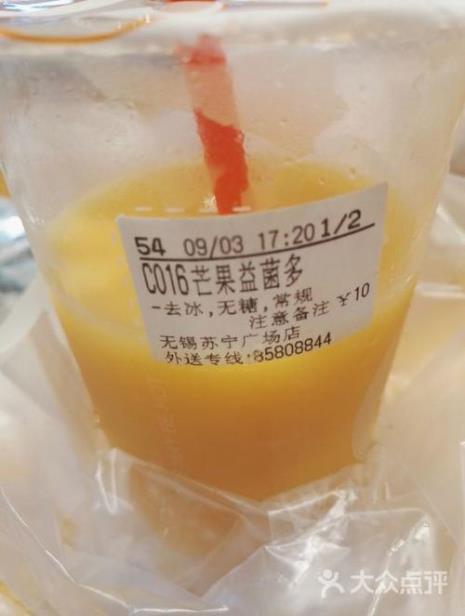 54 09/03 17:20 1/2
C016芒果益菌多
-去冰,无糖,常规
注意备注 ¥10
无锡苏宁广场店
外送专线:85808844
大众点评